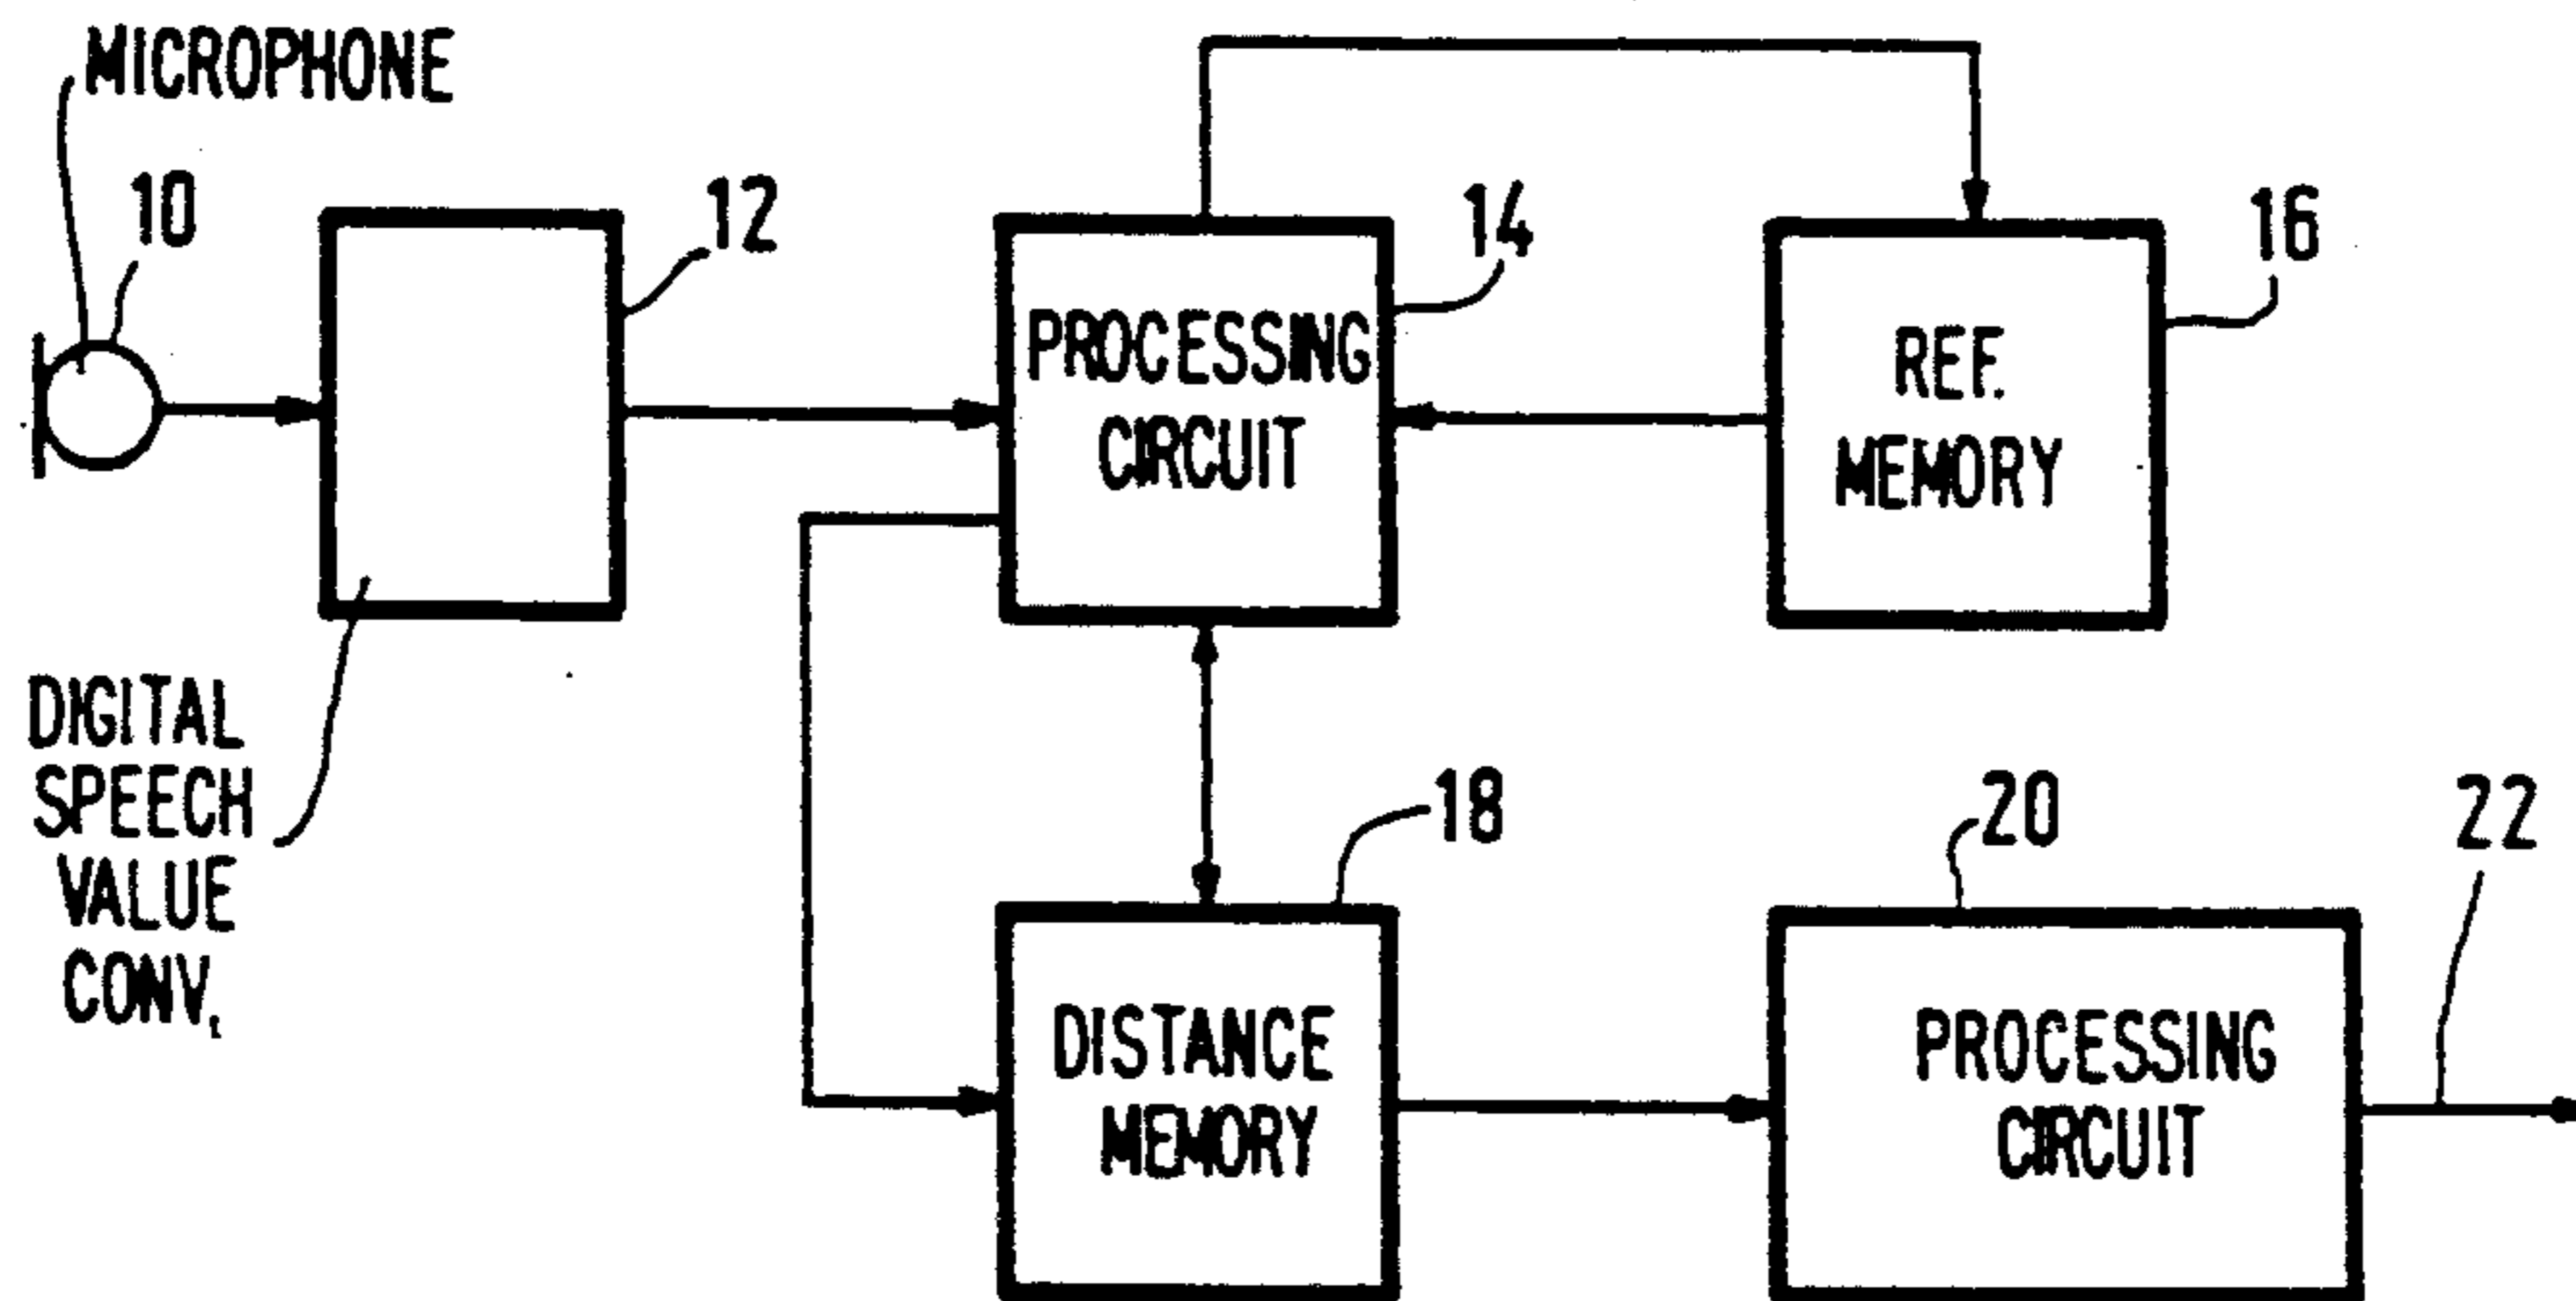 MICROPHONE
10
12
14
16
PROCESSING
CIRCUIT
REF.
MEMORY
DIGITAL
SPEECH
VALUE
CONV.
18
20
22
DISTANCE
MEMORY
PROCESSING
CIRCUIT